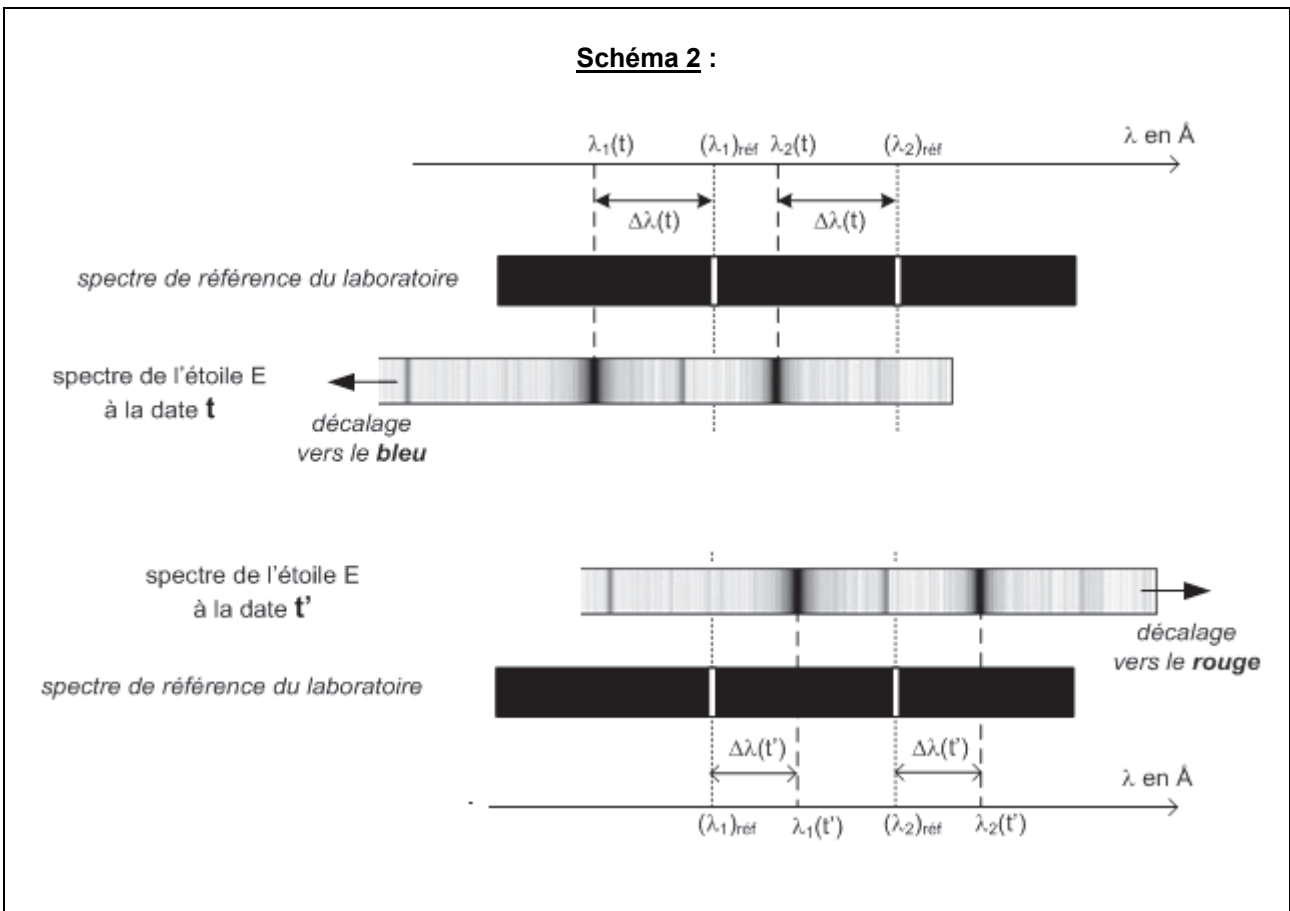 Schéma 2 :
λ₁(t) (λ₁)réf λ₂(t) (λ₂)réf λ en Å
Δλ(t) Δλ(t)
spectre de référence du laboratoire
spectre de l'étoile E
à la date t
décalage
vers le bleu
spectre de l'étoile E
à la date t'
décalage
vers le rouge
spectre de référence du laboratoire
Δλ(t') Δλ(t')
λ en Å
(λ₁)réf λ₁(t') (λ₂)réf λ₂(t')